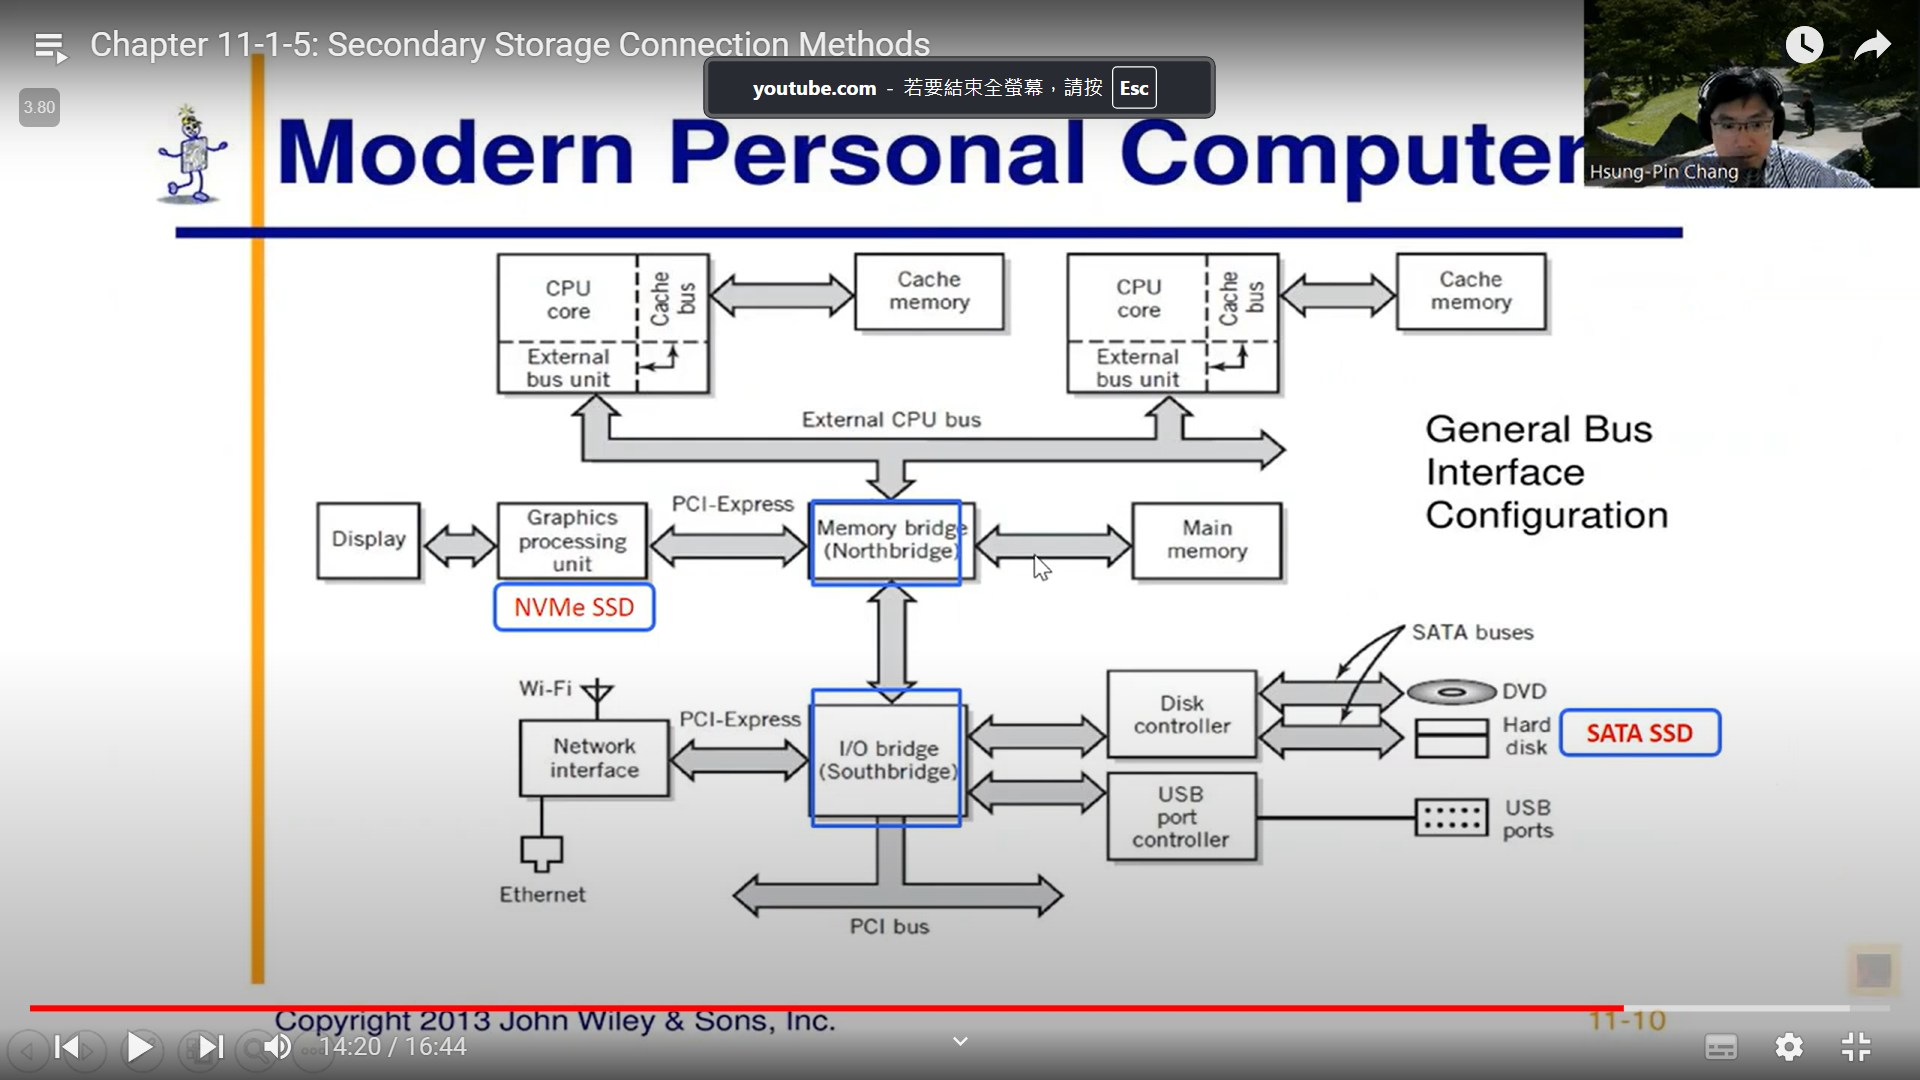 Chapter 11-1-5: Secondary Storage Connection Methods
youtube.com - 若要結束全螢幕，請按 Esc
3.80
Modern Personal Computer
Hsung-Pin Chang
CPU
core
Cache
bus
External
bus unit
Cache
memory
CPU
core
Cache
bus
External
bus unit
Cache
memory
External CPU bus
General Bus
Interface
Configuration
Display
Graphics
processing
unit
PCI-Express
Memory bridge
(Northbridge)
Main
memory
NVMe SSD
SATA buses
Wi-Fi
Network
interface
PCI-Express
I/O bridge
(Southbridge)
Disk
controller
DVD
Hard
disk
SATA SSD
USB
port
controller
USB
ports
Ethernet
PCI bus
Copyright 2013 John Wiley & Sons, Inc.
11-10
14:20 / 16:44